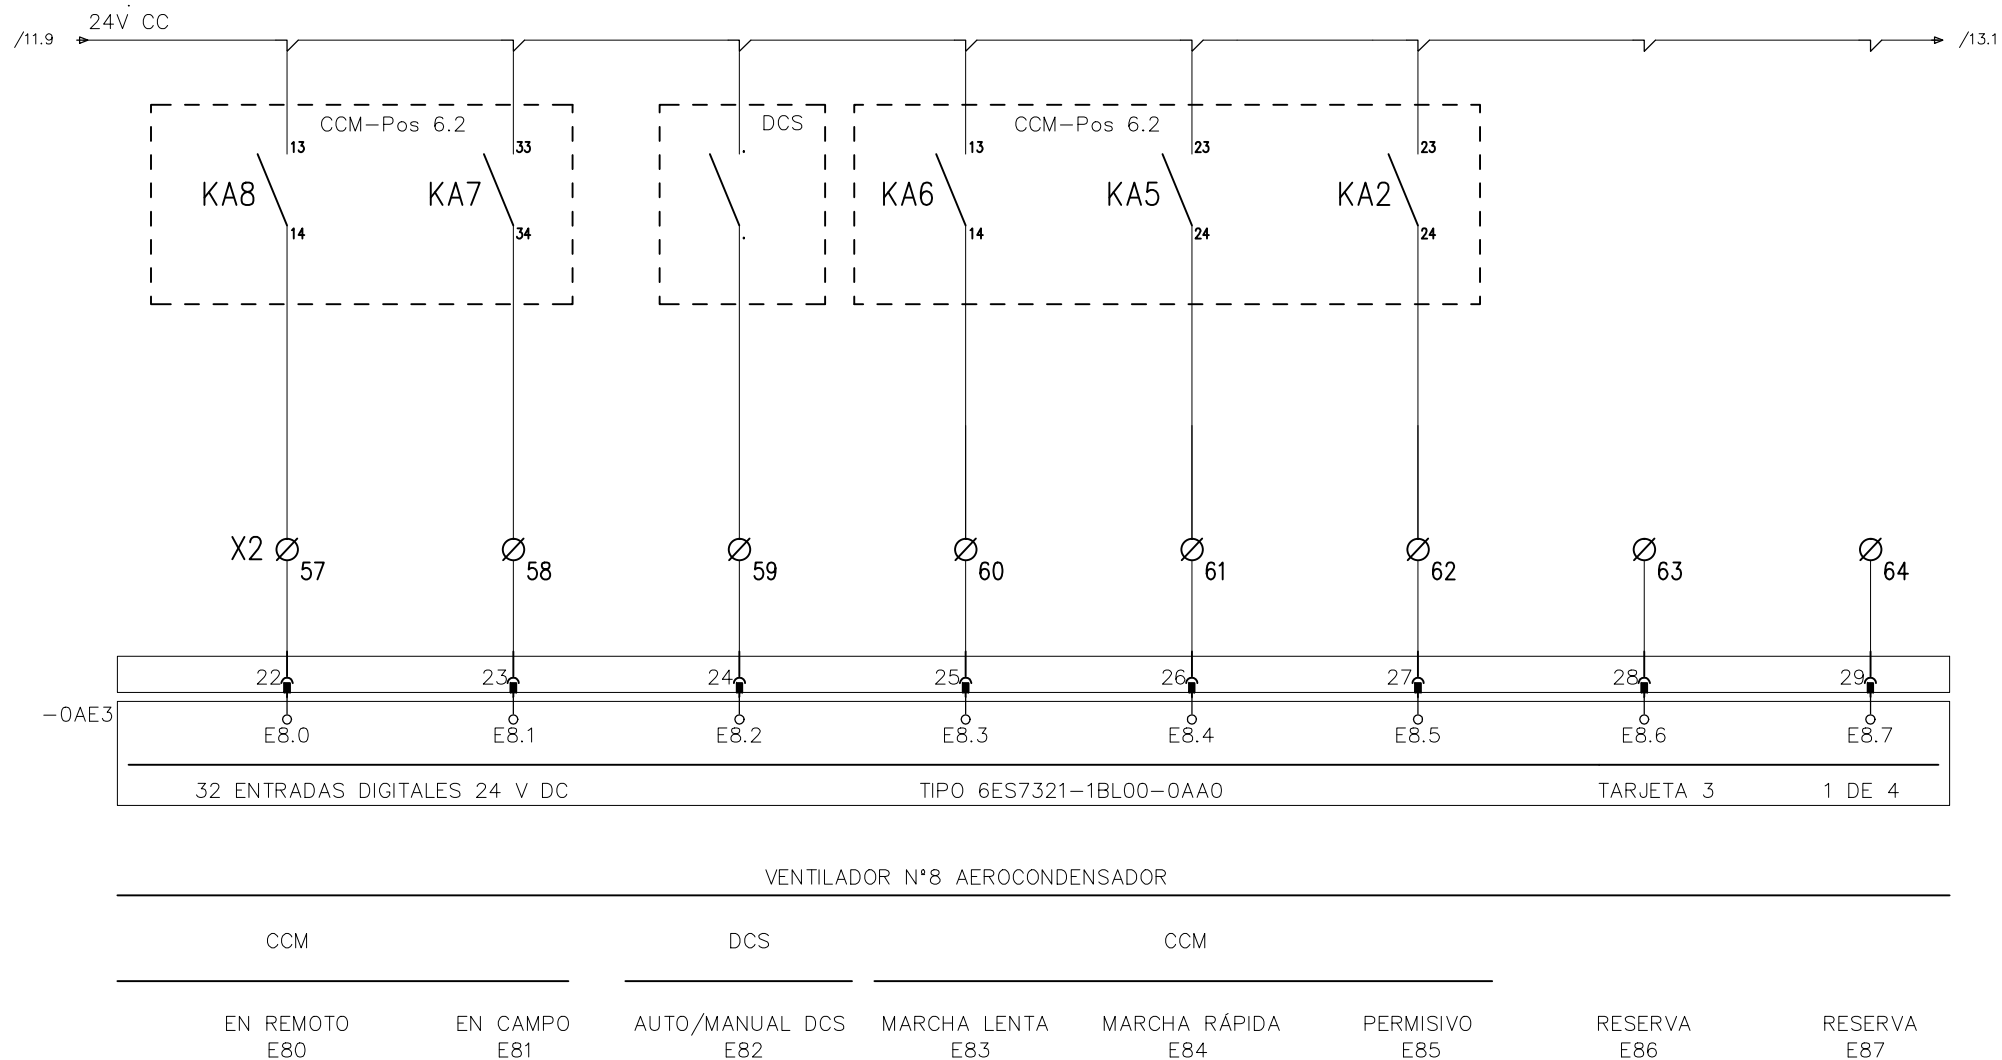 24V CC
/11.9
/13.1
CCM-Pos 6.2
DCS
CCM-Pos 6.2
13
33
13
23
23
KA8
KA7
KA6
KA5
KA2
14
34
14
24
24
X2
57
58
59
60
61
62
63
64
22
23
24
25
26
27
28
29
-0AE3
E8.0
E8.1
E8.2
E8.3
E8.4
E8.5
E8.6
E8.7
32 ENTRADAS DIGITALES 24 V DC
TIPO 6ES7321-1BL00-0AA0
TARJETA 3
1 DE 4
VENTILADOR Nª8 AEROCONDENSADOR
CCM
DCS
CCM
EN REMOTO
E80
EN CAMPO
E81
AUTO/MANUAL DCS
E82
MARCHA LENTA
E83
MARCHA RÁPIDA
E84
PERMISIVO
E85
RESERVA
E86
RESERVA
E87